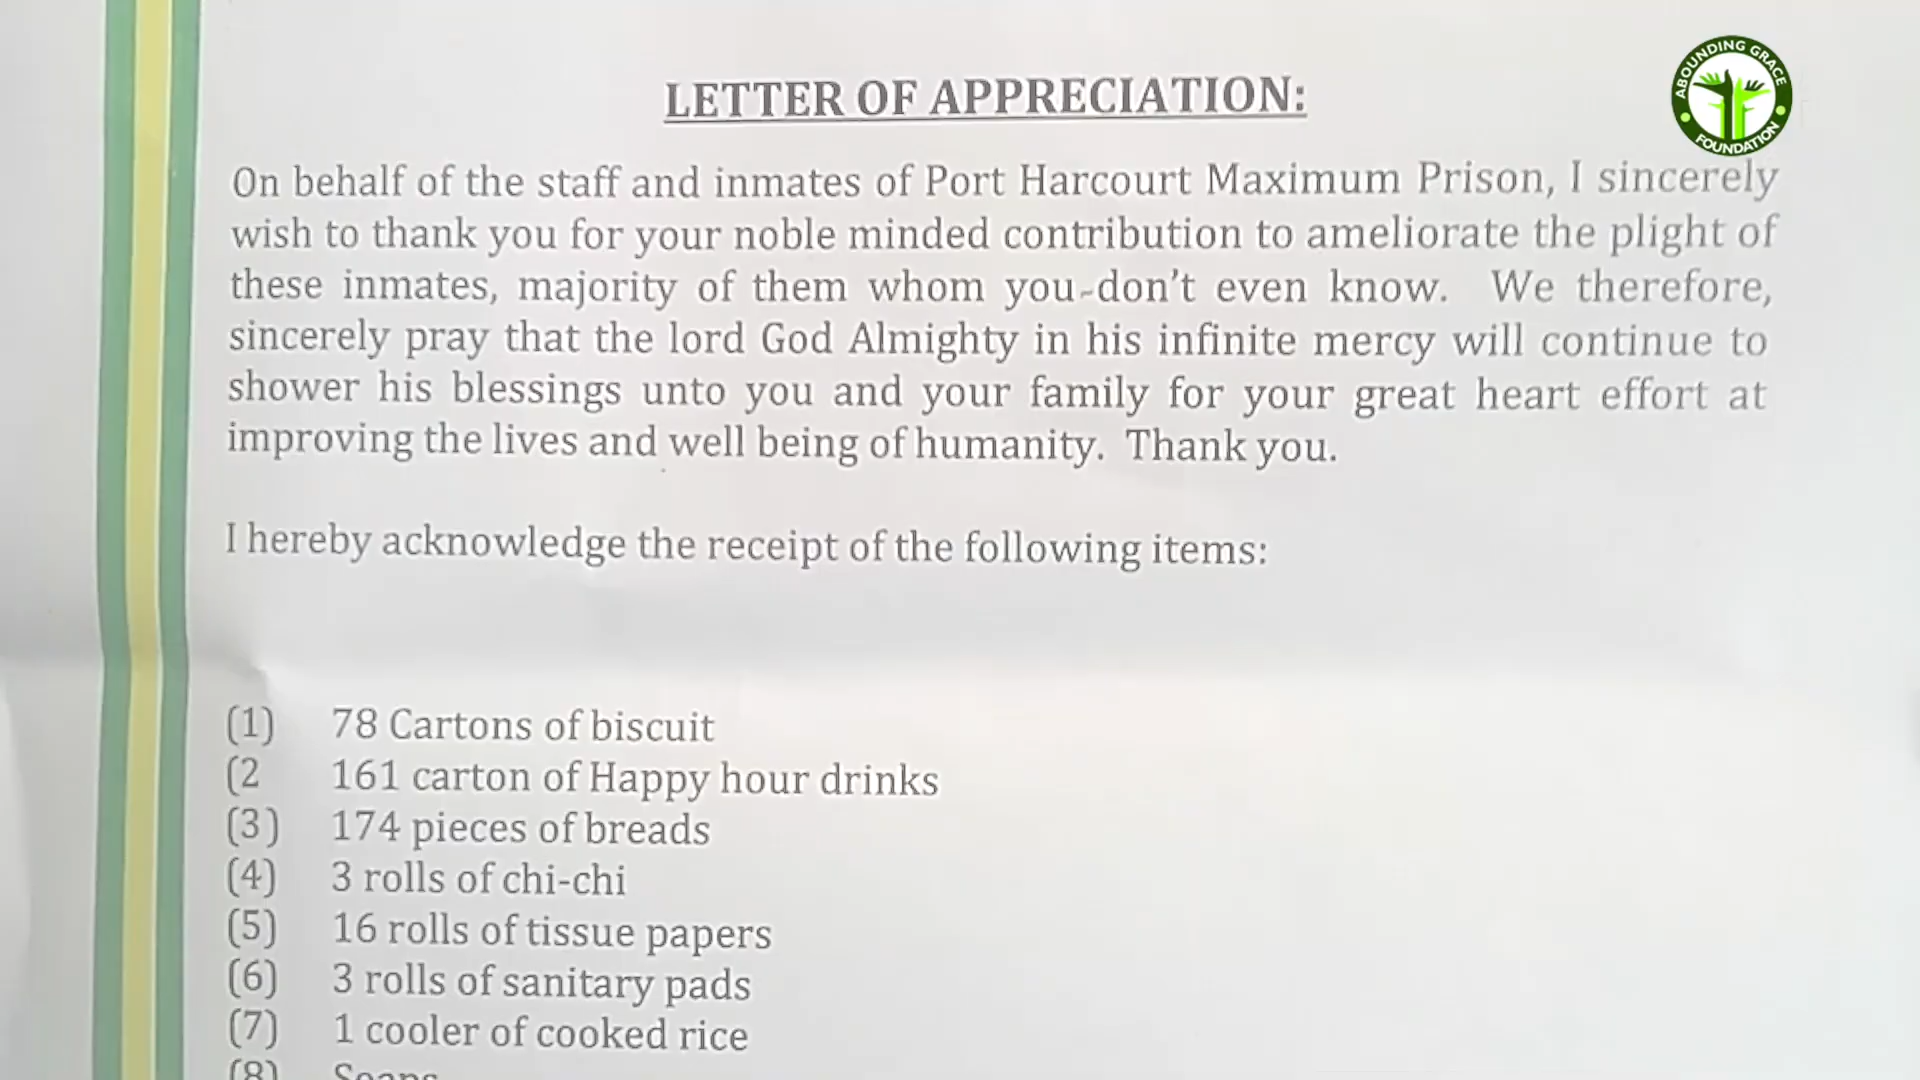 ABOUNDING GRACE
FOUNDATION
LETTER OF APPRECIATION:
On behalf of the staff and inmates of Port Harcourt Maximum Prison, I sincerely
wish to thank you for your noble minded contribution to ameliorate the plight of
these inmates, majority of them whom you-don't even know. We therefore,
sincerely pray that the lord God Almighty in his infinite mercy will continue to
shower his blessings unto you and your family for your great heart effort at
improving the lives and well being of humanity. Thank you.
I hereby acknowledge the receipt of the following items:
(1) 78 Cartons of biscuit
(2 161 carton of Happy hour drinks
(3) 174 pieces of breads
(4) 3 rolls of chi-chi
(5) 16 rolls of tissue papers
(6) 3 rolls of sanitary pads
(7) 1 cooler of cooked rice
(8) Soaps